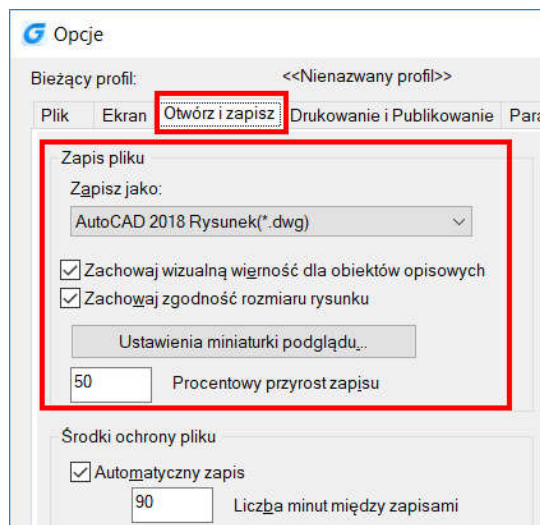 Opcje
Bieżący profil: <<Nienazwany profil>>
Plik Ekran Otwórz i zapisz Drukowanie i Publikowanie Para
Zapis pliku
Zapisz jako:
AutoCAD 2018 Rysunek(*.dwg)
Zachowaj wizualną wierność dla obiektów opisowych
Zachowaj zgodność rozmiaru rysunku
Ustawienia miniaturki podglądu...
50 Procentowy przyrost zapisu
Środki ochrony pliku
Automatyczny zapis
90 Liczba minut między zapisami